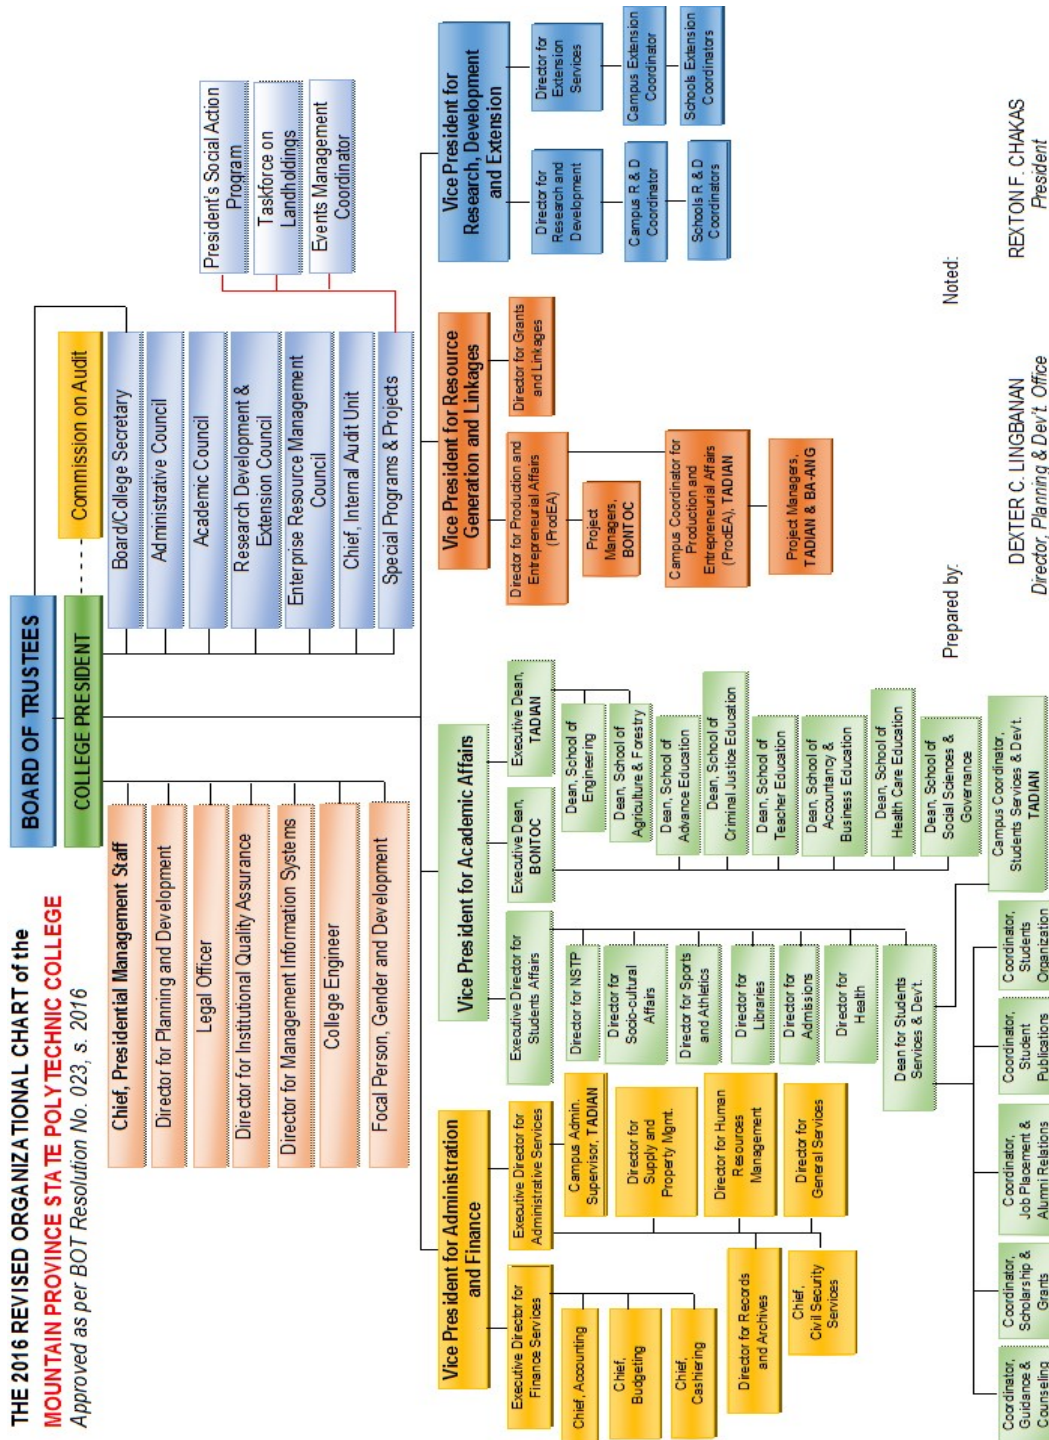 THE 2016 REVISED ORGANIZATIONAL CHART of the
MOUNTAIN PROVINCE STATE POLYTECHNIC COLLEGE
Approved as per BOT Resolution No. 023, s. 2016
BOARD OF TRUSTEES
COLLEGE PRESIDENT
Commission on Audit
Chief, Presidential Management Staff
Director for Planning and Development
Legal Officer
Director for Institutional Quality Assurance
Director for Management Information Systems
College Engineer
Focal Person, Gender and Development
Board/College Secretary
Administrative Council
Academic Council
Research Development &
Extension Council
Enterprise Resource Management
Council
Chief, Internal Audit Unit
Special Programs & Projects
President's Social Action
Program
Taskforce on
Landholdings
Events Management
Coordinator
Vice President for Administration
and Finance
Executive Director for
Finance Services
Chief, Accounting
Chief,
Budgeting
Chief,
Cashiering
Executive Director for
Administrative Services
Campus Admin.
Supervisor, TADIAN
Director for
Supply and
Property Mgmt.
Director for Human
Resources
Management
Director for
General Services
Director for Records
and Archives
Chief,
Civil Security
Services
Vice President for Academic Affairs
Executive Director for
Students Affairs
Director for NSTP
Director for
Socio-cultural
Affairs
Director for Sports
and Athletics
Director for
Libraries
Director for
Admissions
Director for
Health
Dean for Students
Services & Dev't.
Executive Dean,
BONTOC
Executive Dean,
TADIAN
Dean, School of
Engineering
Dean, School of
Agriculture & Forestry
Dean, School of
Advance Education
Dean, School of
Criminal Justice Education
Dean, School of
Teacher Education
Dean, School of
Accountancy &
Business Education
Dean, School of
Health Care Education
Dean, School of
Social Sciences &
Governance
Coordinator,
Guidance &
Counseling
Coordinator,
Scholarship &
Grants
Coordinator,
Job Placement &
Alumni Relations
Coordinator,
Student
Publications
Coordinator,
Students
Organization
Campus Coordinator,
Students Services & Dev't.
TADIAN
Vice President for Resource
Generation and Linkages
Director for Production and
Entrepreneurial Affairs
(ProdEA)
Director for Grants
and Linkages
Project
Managers,
BONTOC
Campus Coordinator for
Production and
Entrepreneurial Affairs
(ProdEA), TADIAN
Project Managers,
TADIAN & BA-ANG
Vice President for
Research, Development
and Extension
Director for
Research and
Development
Campus R & D
Coordinator
Schools R & D
Coordinators
Director for
Extension
Services
Campus Extension
Coordinator
Schools Extension
Coordinators
Prepared by:
DEXTER C. LINGBANAN
Director, Planning & Dev't. Office
Noted:
REXTON F. CHAKAS
President